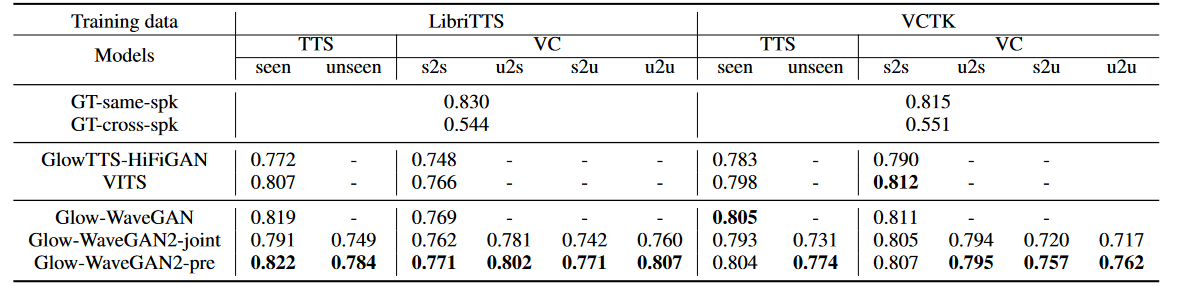 Training data LibriTTS VCTK
Models TTS VC TTS VC
seen unseen s2s u2s s2u u2u seen unseen s2s u2s s2u u2u
GT-same-spk 0.830 0.815
GT-cross-spk 0.544 0.551
GlowTTS-HiFiGAN 0.772 - 0.748 - - - 0.783 - 0.790 - -
VITS 0.807 - 0.766 - - - 0.798 - 0.812 - -
Glow-WaveGAN 0.819 - 0.769 - - - 0.805 - 0.811 - -
Glow-WaveGAN2-joint 0.791 0.749 0.762 0.781 0.742 0.760 0.793 0.731 0.805 0.794 0.720 0.717
Glow-WaveGAN2-pre 0.822 0.784 0.771 0.802 0.771 0.807 0.804 0.774 0.807 0.795 0.757 0.762